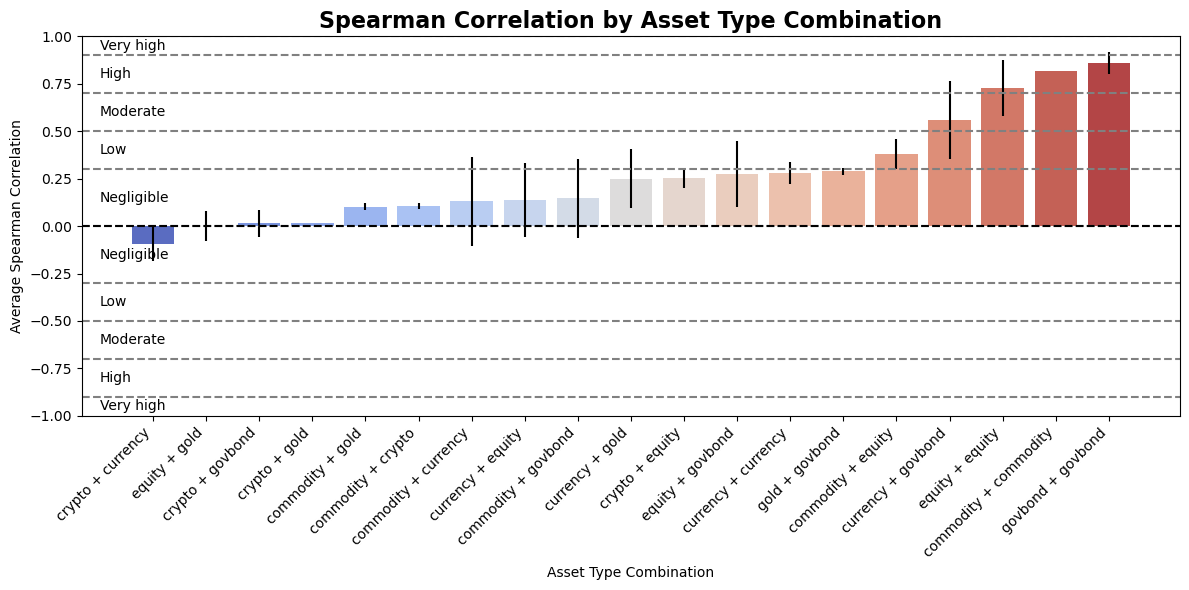 Spearman Correlation by Asset Type Combination
Average Spearman Correlation
1.00
0.75
0.50
0.25
0.00
−0.25
−0.50
−0.75
−1.00
Very high
High
Moderate
Low
Negligible
Negligible
Low
Moderate
High
Very high
crypto + currency
equity + gold
crypto + govbond
crypto + gold
commodity + gold
commodity + crypto
commodity + currency
currency + equity
commodity + govbond
currency + gold
crypto + equity
equity + govbond
currency + currency
gold + govbond
commodity + equity
currency + govbond
equity + equity
commodity + commodity
govbond + govbond
Asset Type Combination